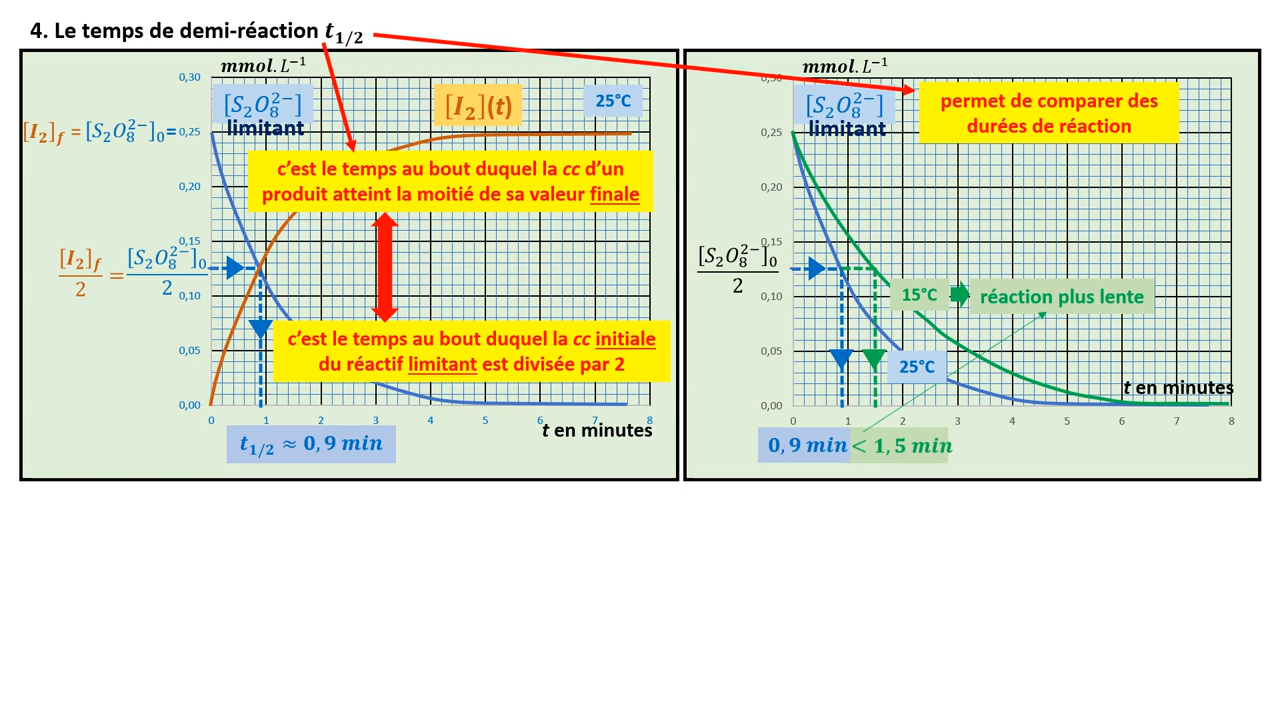 4. Le temps de demi-réaction t₁/₂
mmol. L⁻¹
0,30
[S₂O₈²⁻]
limitant
[I₂](t)
25°C
[I₂]f = [S₂O₈²⁻]₀= 0,25
c'est le temps au bout duquel la cc d'un
produit atteint la moitié de sa valeur finale
0,20
0,15
[I₂]f / 2 = [S₂O₈²⁻]₀ / 2
0,10
c'est le temps au bout duquel la cc initiale
du réactif limitant est divisée par 2
0,05
0,00
0 1 2 3 4 5 6 7 8
t en minutes
t₁/₂ ≈ 0,9 min
mmol. L⁻¹
0,30
[S₂O₈²⁻]
limitant
permet de comparer des
durées de réaction
0,25
0,20
0,15
[S₂O₈²⁻]₀ / 2
0,10
15°C
réaction plus lente
0,05
25°C
t en minutes
0,00
0 1 2 3 4 5 6 7 8
0,9 min < 1,5 min